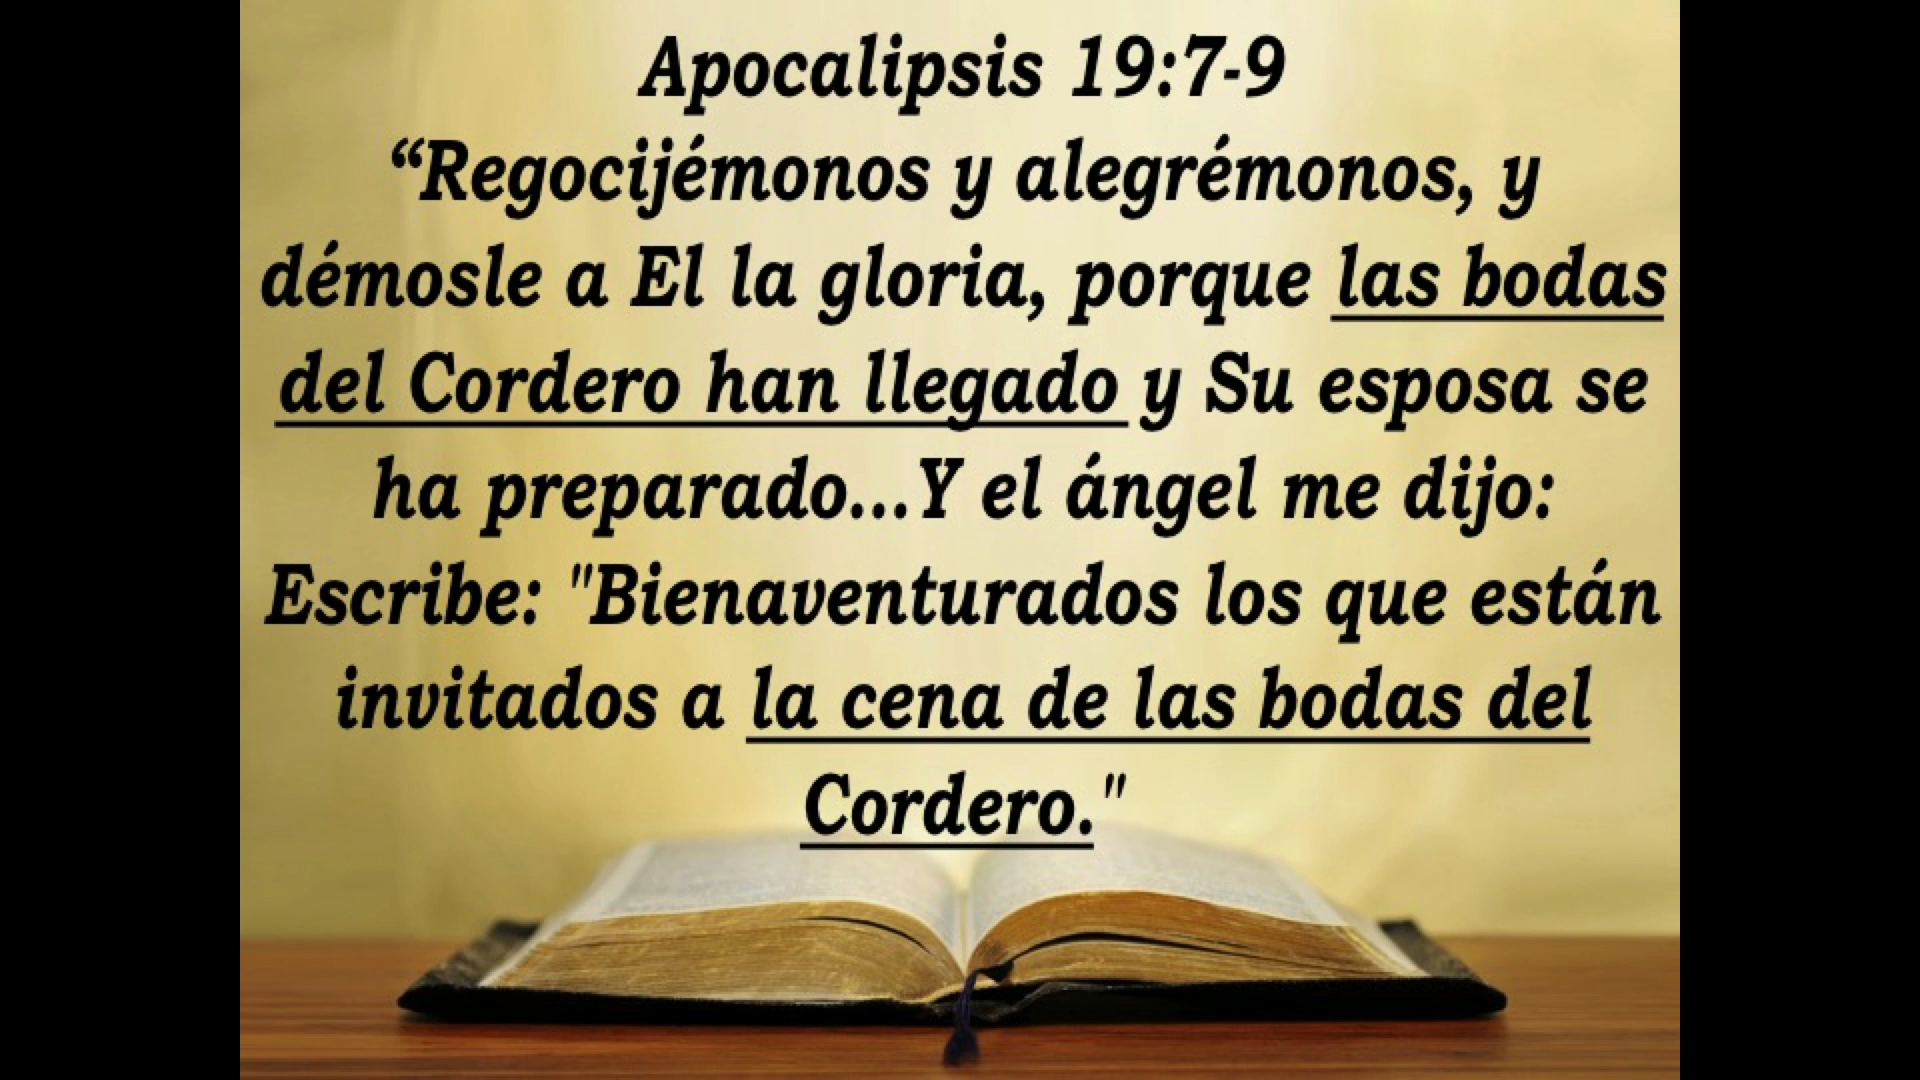 Apocalipsis 19:7-9
“Regocijémonos y alegrémonos, y
démosle a El la gloria, porque las bodas
del Cordero han llegado y Su esposa se
ha preparado...Y el ángel me dijo:
Escribe: "Bienaventurados los que están
invitados a la cena de las bodas del
Cordero."